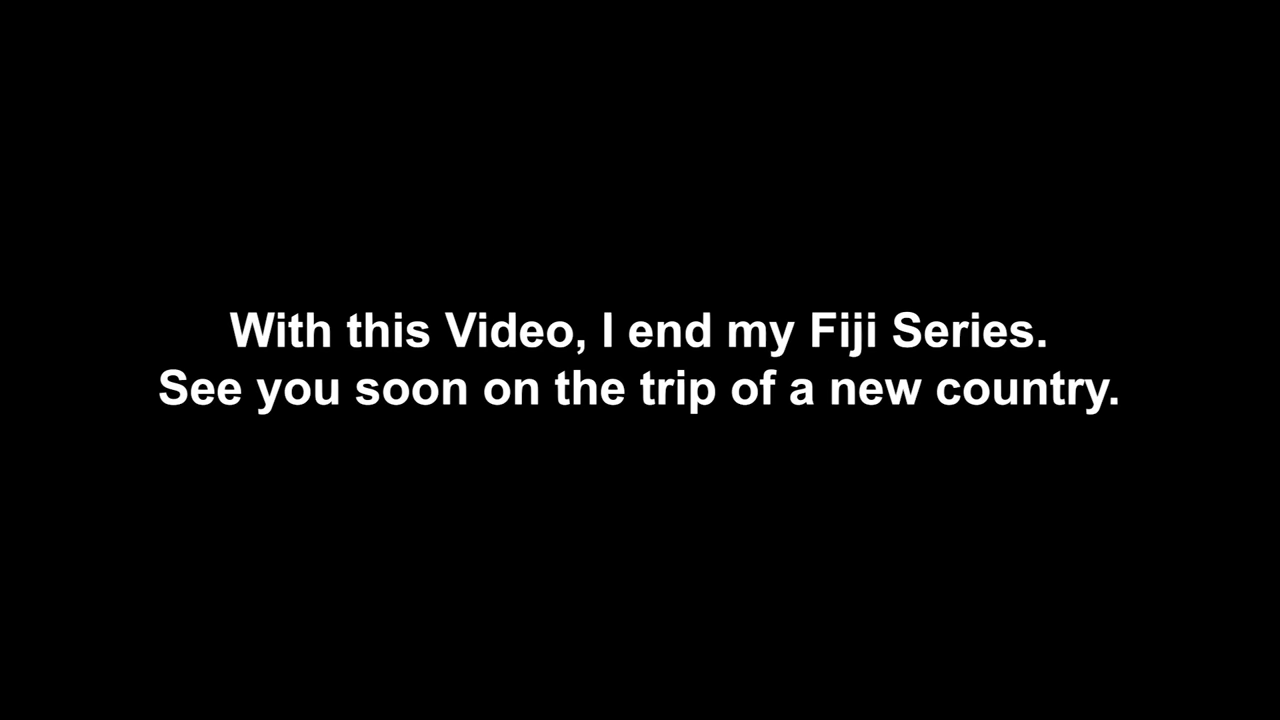 With this Video, I end my Fiji Series.
See you soon on the trip of a new country.